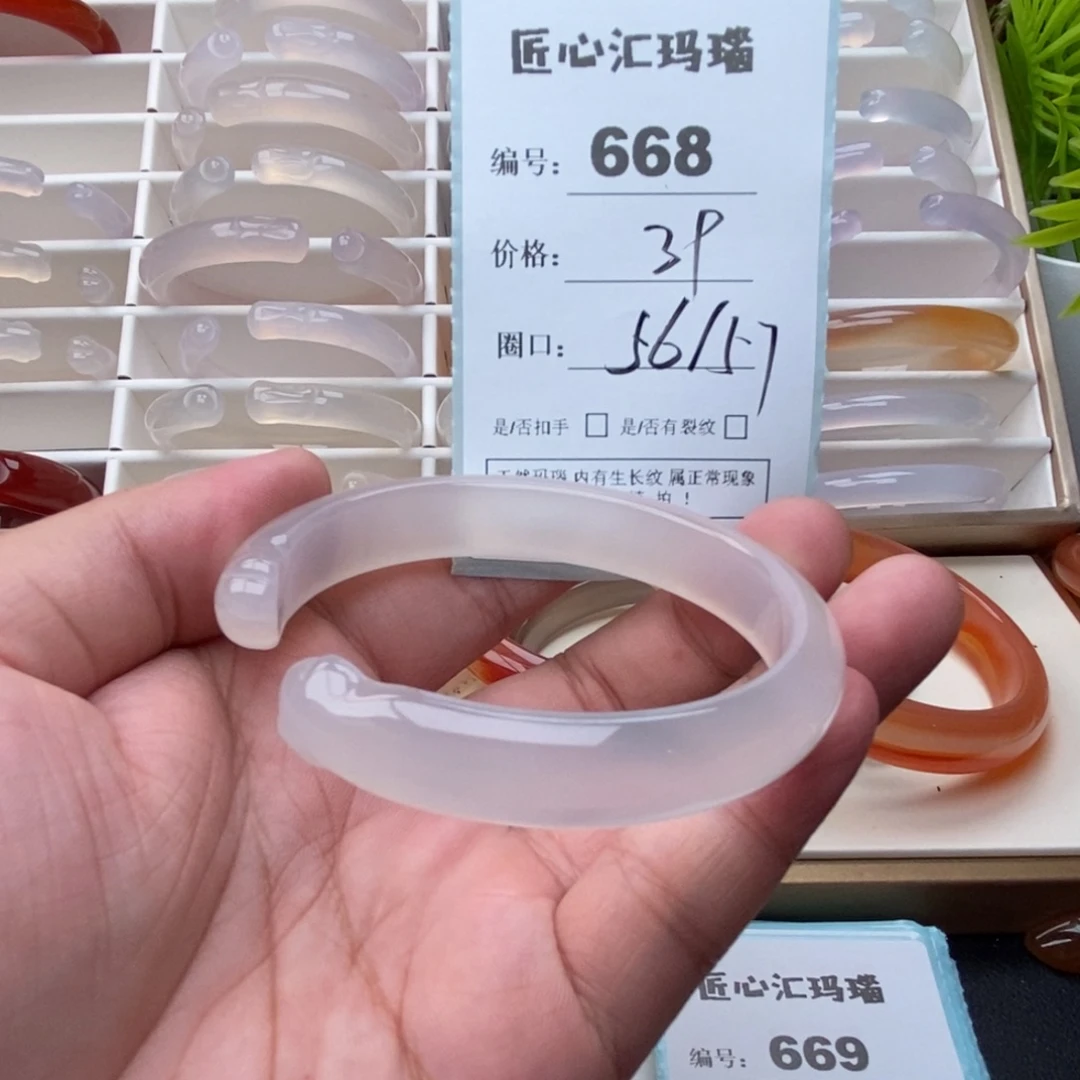 匠心汇玛瑙
编号: 668
价格: 39
圈口: 56/57
是/否扣手 □ 是/否有裂纹 □
天然玛瑙 内有生长纹 属正常现象
拍！
匠心汇玛瑙
编号: 669